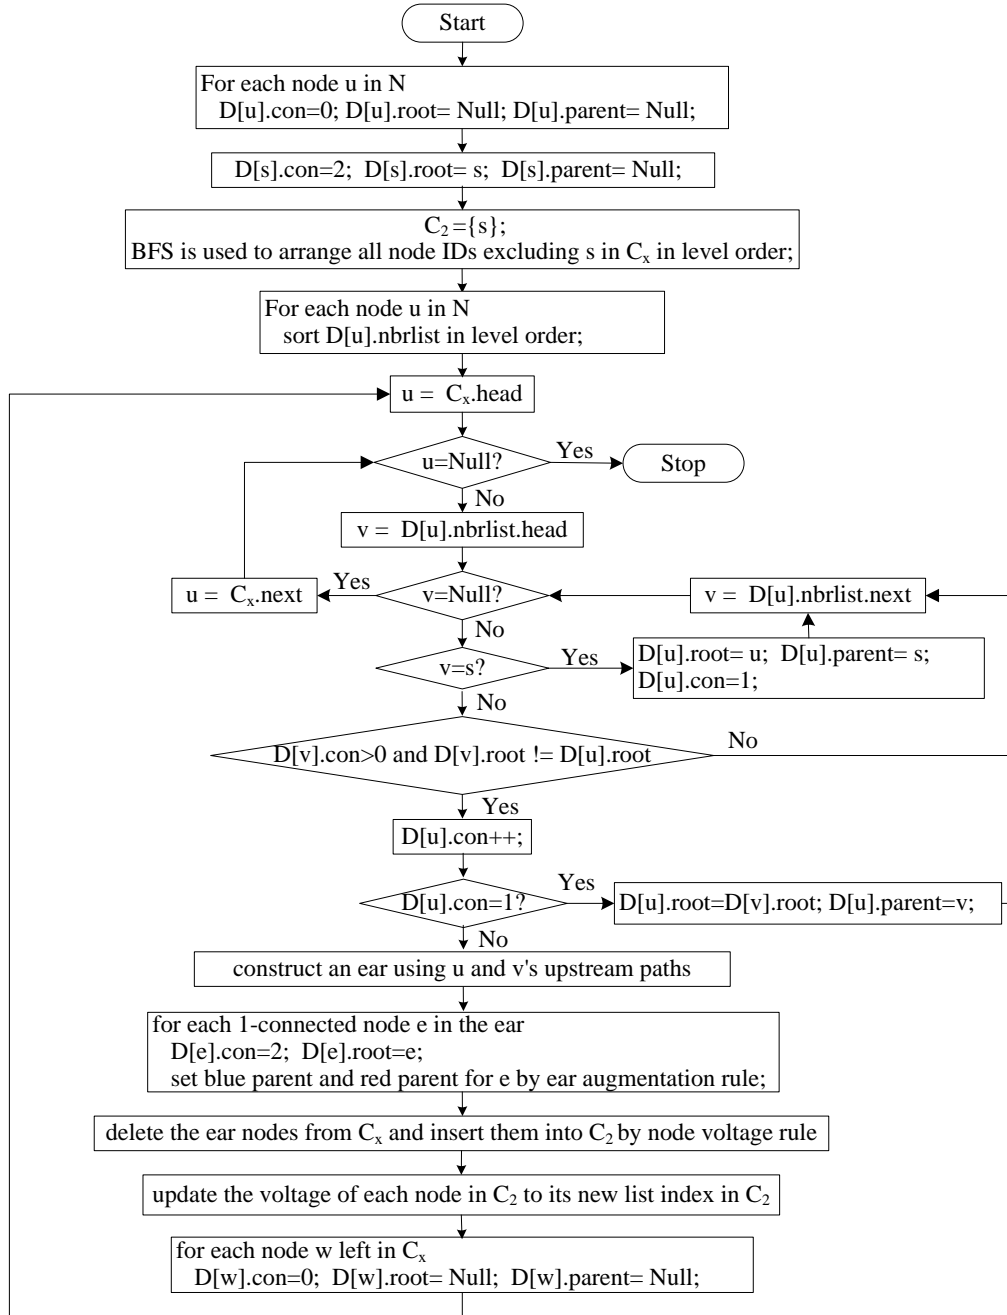 Start
For each node u in N
D[u].con=0; D[u].root= Null; D[u].parent= Null;
D[s].con=2; D[s].root= s; D[s].parent= Null;
C₂ ={s};
BFS is used to arrange all node IDs excluding s in Cₓ in level order;
For each node u in N
sort D[u].nbrlist in level order;
u = Cₓ.head
u=Null?
Yes
Stop
No
v = D[u].nbrlist.head
u = Cₓ.next
Yes
v=Null?
v = D[u].nbrlist.next
No
v=s?
Yes
D[u].root= u; D[u].parent= s;
D[u].con=1;
No
D[v].con>0 and D[v].root != D[u].root
No
Yes
D[u].con++;
D[u].con=1?
Yes
D[u].root=D[v].root; D[u].parent=v;
No
construct an ear using u and v's upstream paths
for each 1-connected node e in the ear
D[e].con=2; D[e].root=e;
set blue parent and red parent for e by ear augmentation rule;
delete the ear nodes from Cₓ and insert them into C₂ by node voltage rule
update the voltage of each node in C₂ to its new list index in C₂
for each node w left in Cₓ
D[w].con=0; D[w].root= Null; D[w].parent= Null;